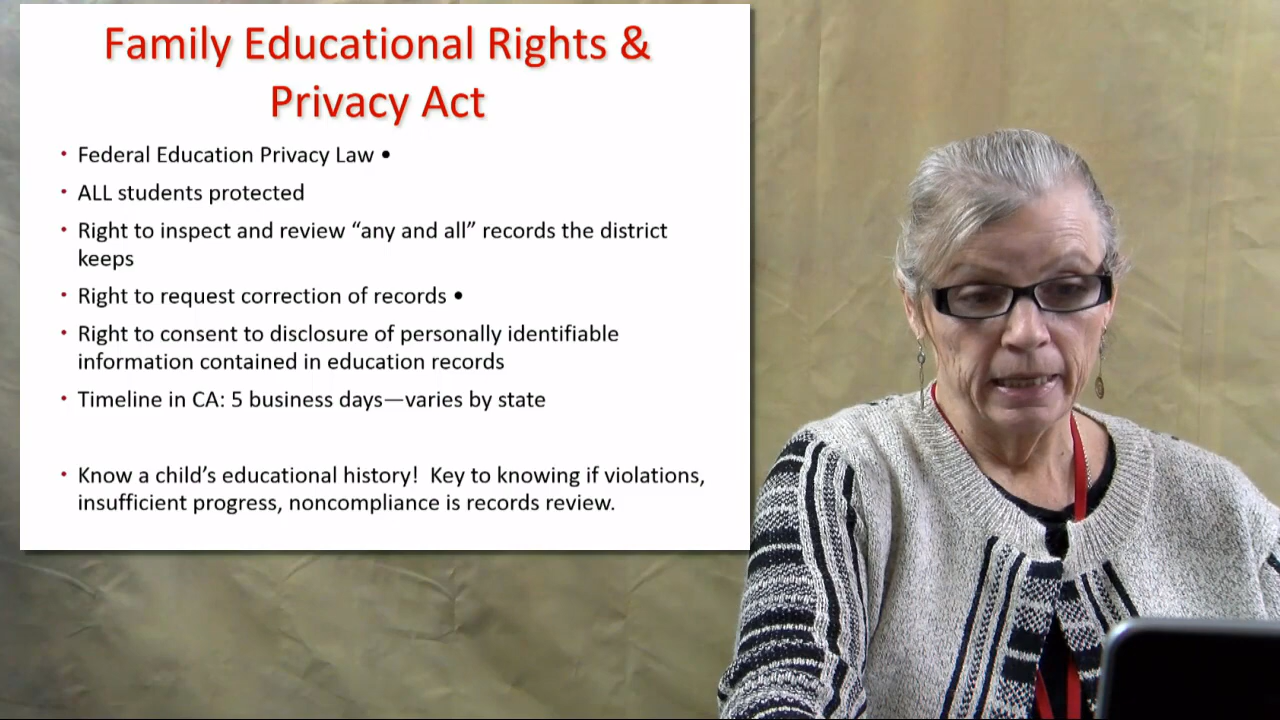 Family Educational Rights &
Privacy Act
• Federal Education Privacy Law •
• ALL students protected
• Right to inspect and review “any and all” records the district
keeps
• Right to request correction of records •
• Right to consent to disclosure of personally identifiable
information contained in education records
• Timeline in CA: 5 business days—varies by state
• Know a child’s educational history!  Key to knowing if violations,
insufficient progress, noncompliance is records review.